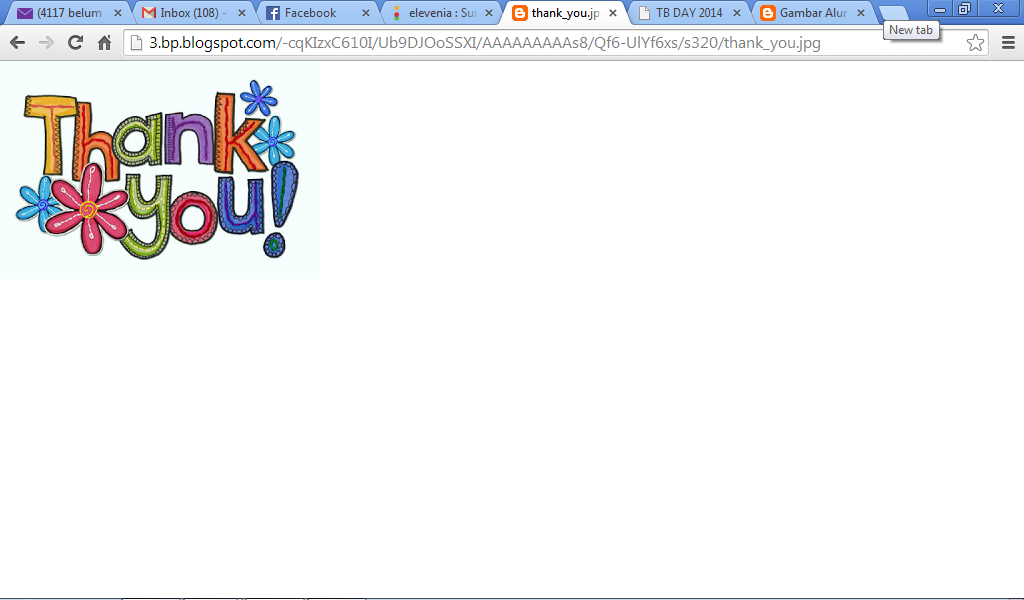 (4117 belum
Inbox (108) -
Facebook
elevenia : Sur
thank_you.jp
TB DAY 2014
Gambar Alur
New tab
3.bp.blogspot.com/-cqKIzxC610I/Ub9DJOoSSXI/AAAAAAAAAs8/Qf6-UlYf6xs/s320/thank_you.jpg
Thank
you!